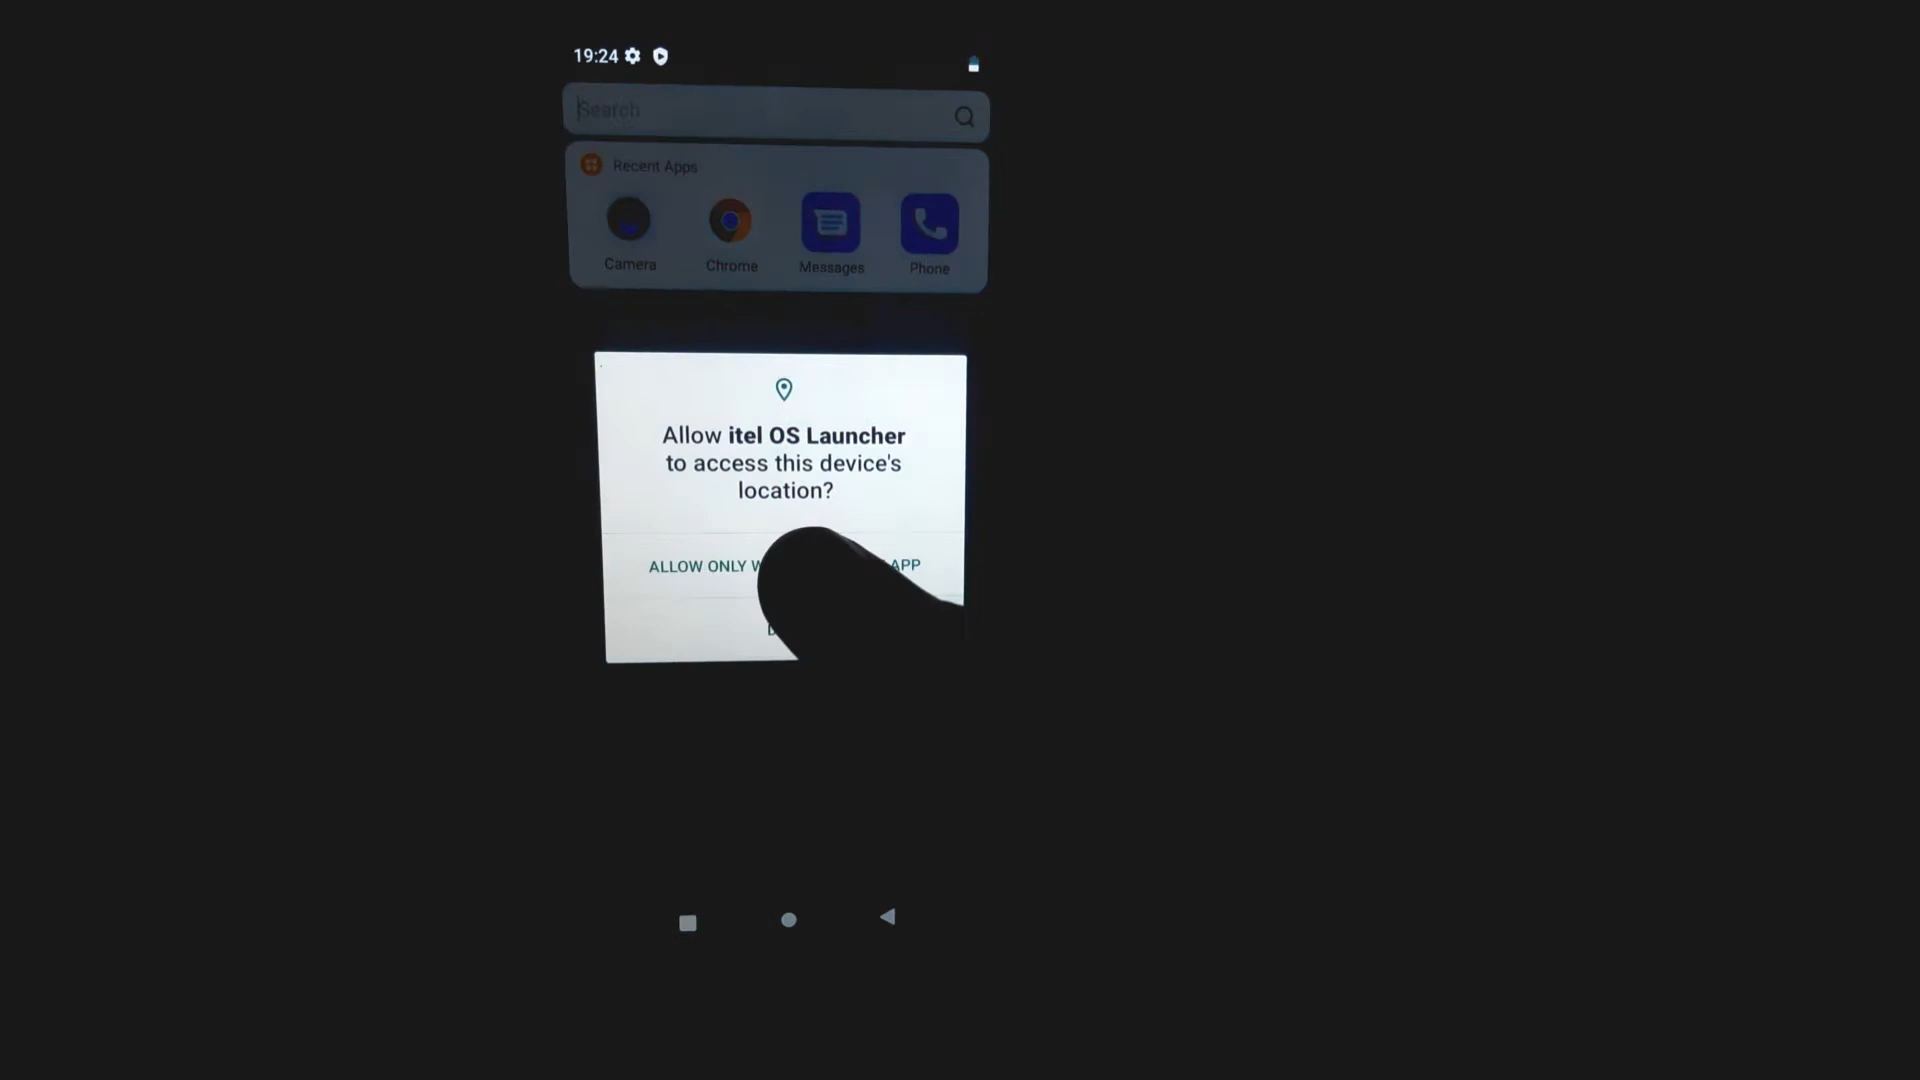 19:24
Search
Recent Apps
Camera Chrome Messages Phone
Allow itel OS Launcher
to access this device's
location?
ALLOW ONLY APP